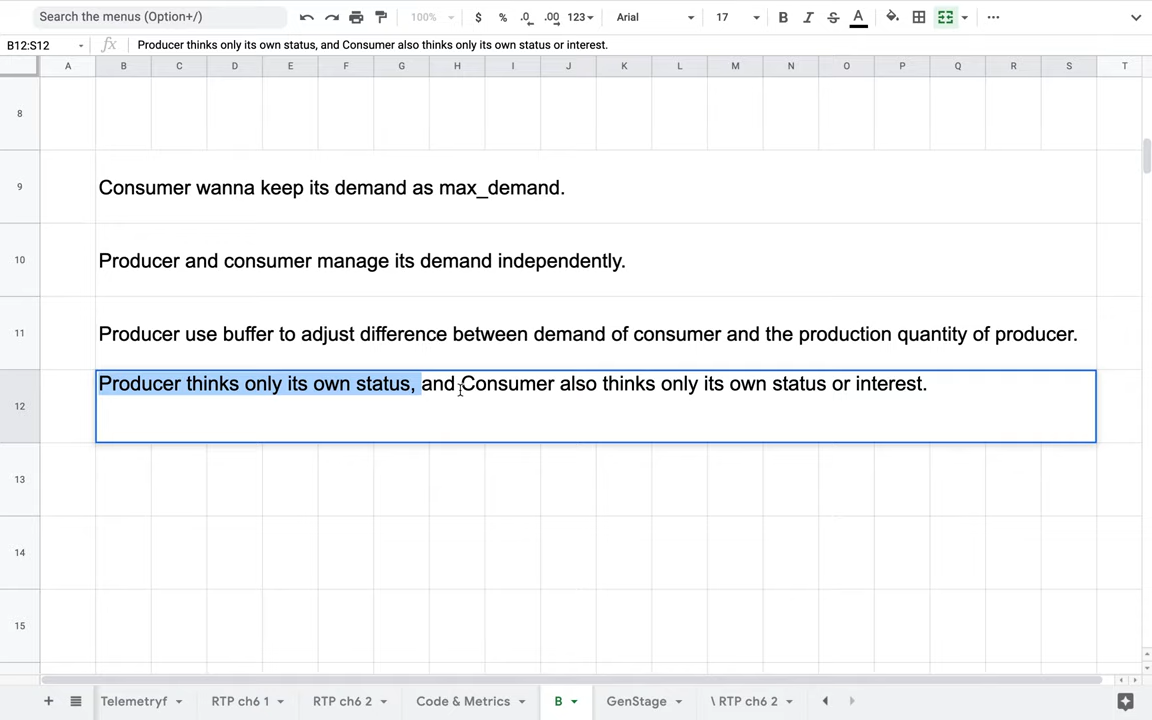 Search the menus (Option+/) 100% $ % .0 .00 123 Arial 17 B I S A
B12:S12 fx Producer thinks only its own status, and Consumer also thinks only its own status or interest.
A B C D E F G H I J K L M N O P Q R S T
8
9 Consumer wanna keep its demand as max_demand.
10 Producer and consumer manage its demand independently.
11 Producer use buffer to adjust difference between demand of consumer and the production quantity of producer.
12 Producer thinks only its own status, and Consumer also thinks only its own status or interest.
13
14
15
Telemetryf RTP ch6 1 RTP ch6 2 Code & Metrics B GenStage \ RTP ch6 2